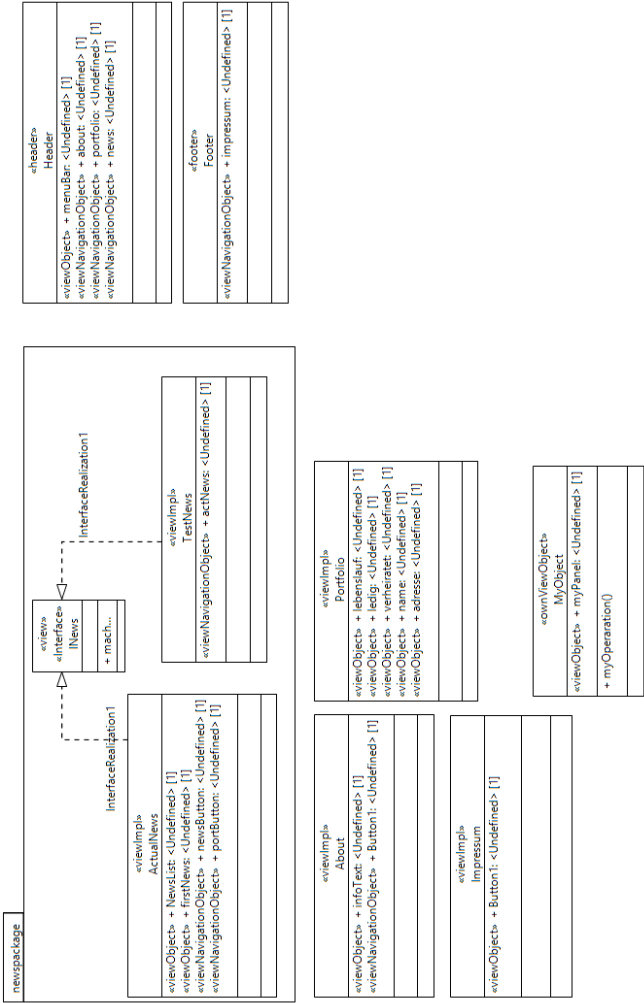 newspackage
«view»
«Interface»
INews
+ mach...
InterfaceRealization1
InterfaceRealization1
«viewImpl»
ActualNews
«viewObject» + NewsList: <Undefined> [1]
«viewObject» + firstNews: <Undefined> [1]
«viewNavigationObject» + newsButton: <Undefined> [1]
«viewNavigationObject» + portButton: <Undefined> [1]
«viewImpl»
TestNews
«viewNavigationObject» + actNews: <Undefined> [1]
«header»
Header
«viewObject» + menuBar: <Undefined> [1]
«viewNavigationObject» + about: <Undefined> [1]
«viewNavigationObject» + portfolio: <Undefined> [1]
«viewNavigationObject» + news: <Undefined> [1]
«footer»
Footer
«viewNavigationObject» + impressum: <Undefined> [1]
«viewImpl»
About
«viewObject» + infoText: <Undefined> [1]
«viewNavigationObject» + Button1: <Undefined> [1]
«viewImpl»
Portfolio
«viewObject» + lebenslauf: <Undefined> [1]
«viewObject» + ledig: <Undefined> [1]
«viewObject» + verheiratet: <Undefined> [1]
«viewObject» + name: <Undefined> [1]
«viewObject» + adresse: <Undefined> [1]
«viewImpl»
Impressum
«viewObject» + Button1: <Undefined> [1]
«ownViewObject»
MyObject
«viewObject» + myPanel: <Undefined> [1]
+ myOperaration()